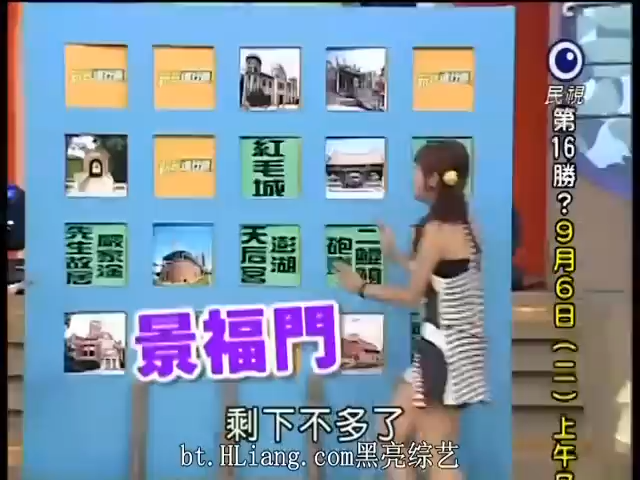 民視
第16勝?9月6日(二)上午
紅毛城
嚴家淦
先生故居
澎湖
天后宮
二鯤鯓
砲
景福門
剩下不多了
bt.HLiang.com黑亮综艺